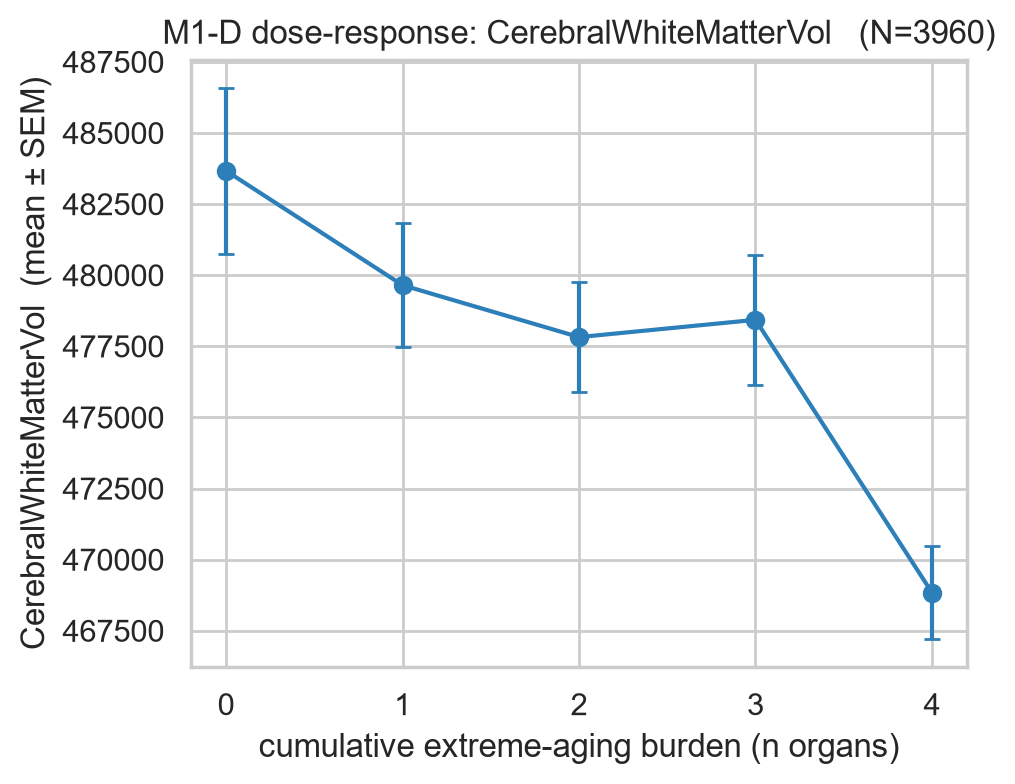 M1-D dose-response: CerebralWhiteMatterVol (N=3960)
CerebralWhiteMatterVol (mean ± SEM)
487500
485000
482500
480000
477500
475000
472500
470000
467500
0 1 2 3 4
cumulative extreme-aging burden (n organs)